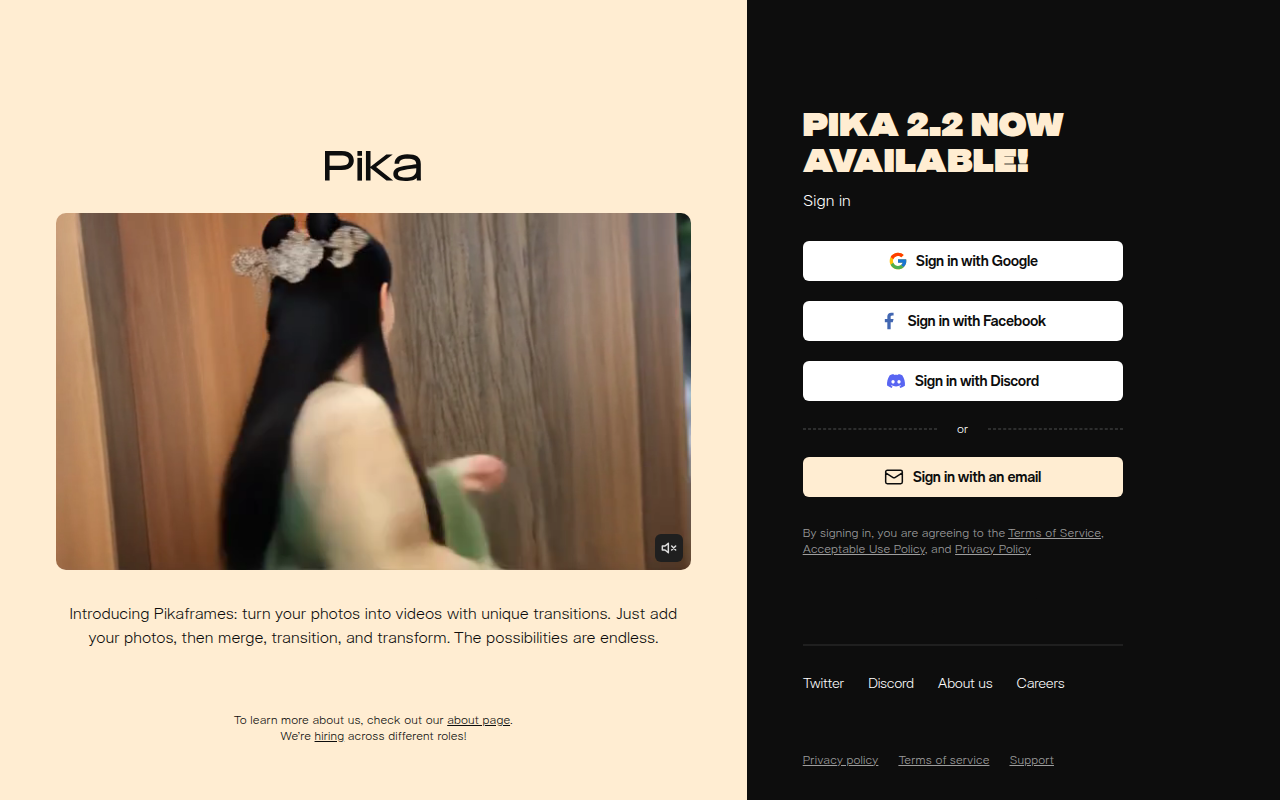 Pika
Introducing Pikaframes: turn your photos into videos with unique transitions. Just add
your photos, then merge, transition, and transform. The possibilities are endless.
To learn more about us, check out our about page.
We're hiring across different roles!
PIKA 2.2 NOW
AVAILABLE!
Sign in
Sign in with Google
Sign in with Facebook
Sign in with Discord
or
Sign in with an email
By signing in, you are agreeing to the Terms of Service,
Acceptable Use Policy, and Privacy Policy
Twitter Discord About us Careers
Privacy policy Terms of service Support